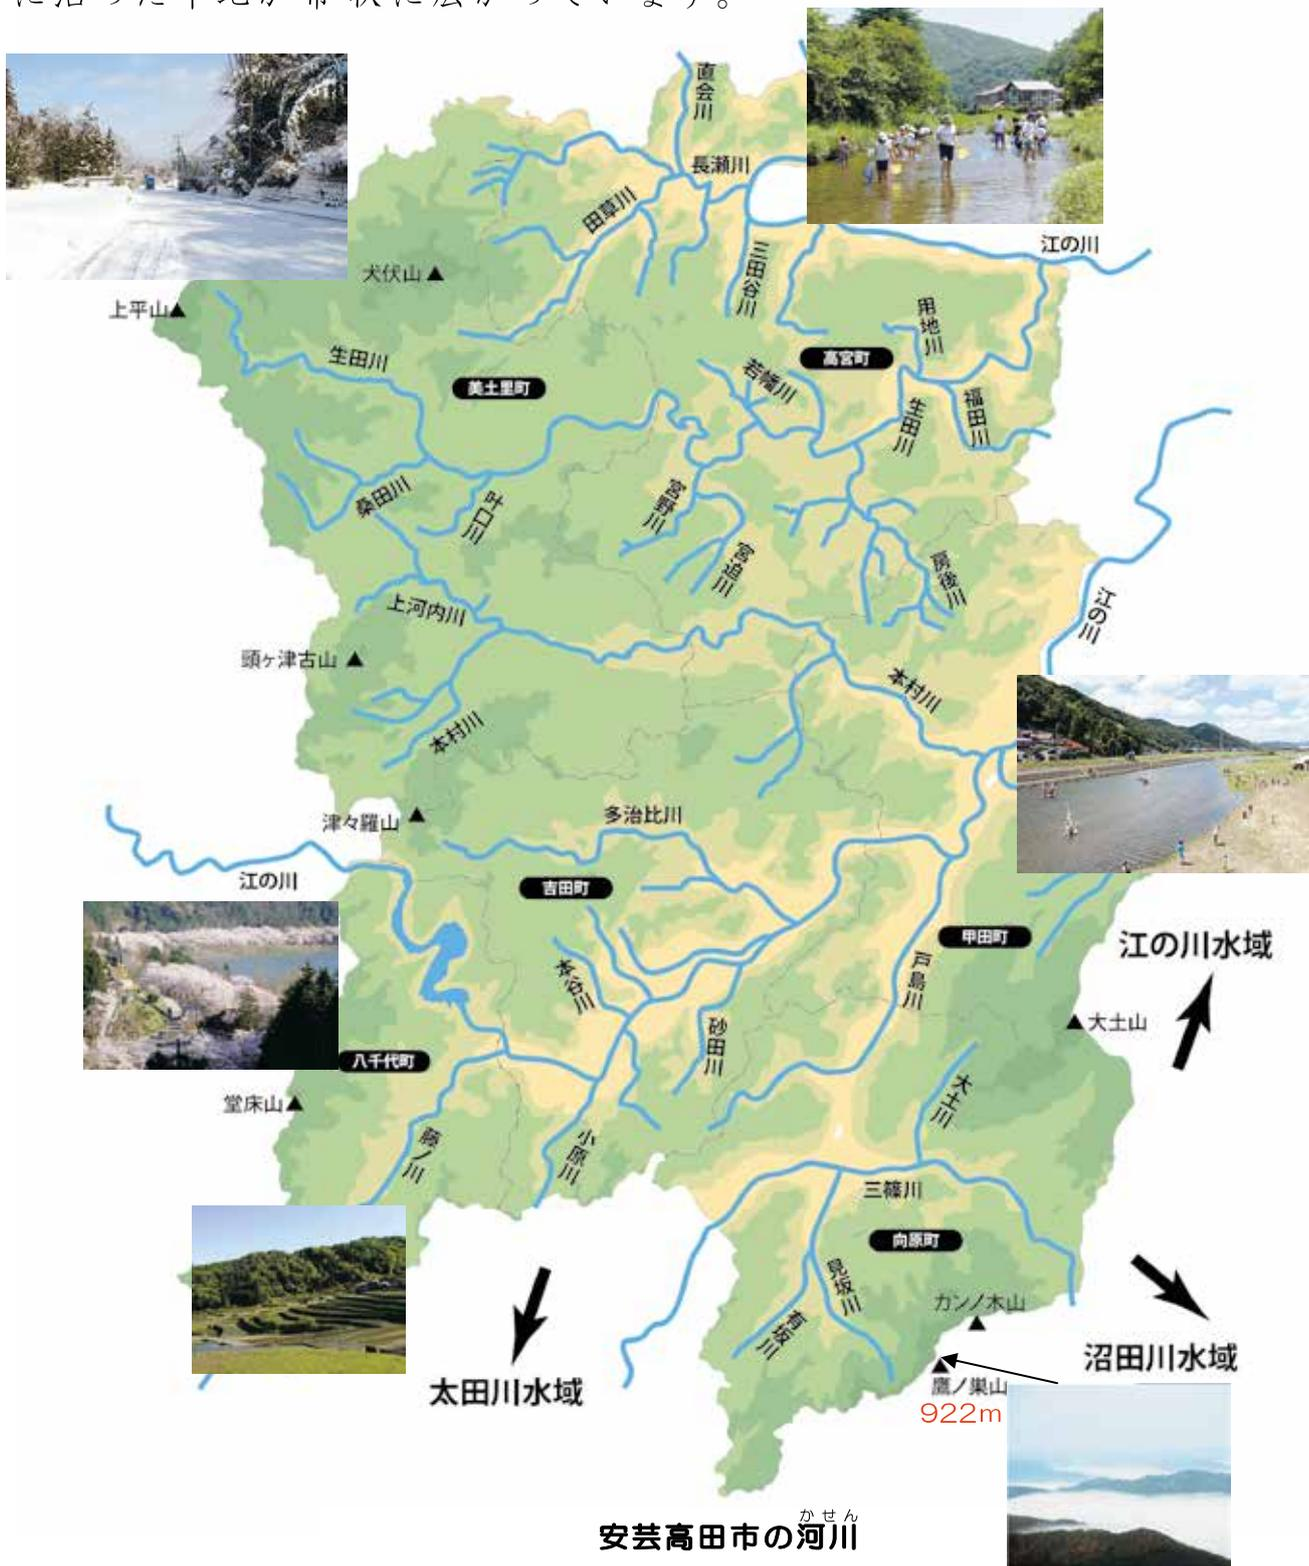 に沿った平地が帯状に広がっています。
直会川
長瀬川
田草川
江の川
犬伏山
三田谷川
上平山
用地川
生田川
高宮町
若幡川
美土里町
生田川
福田川
桑田川
叶口川
宮野川
宮迫川
房後川
上河内川
江の川
頭ヶ津古山
本村川
本村川
津々羅山
多治比川
江の川
吉田町
甲田町
江の川水域
本谷川
戸島川
砂田川
大土山
八千代町
堂床山
大土川
藤ノ川
小原川
三篠川
向原町
見坂川
有坂川
カンノ木山
沼田川水域
太田川水域
鷹ノ巣山
922m
かせん
安芸高田市の河川